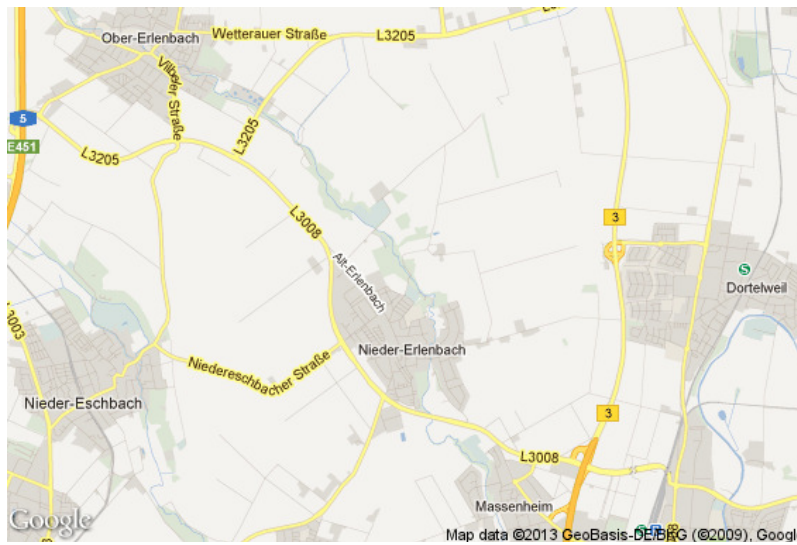 Ober-Erlenbach
Wetterauer Straße
L3205
Vilbeler Straße
5
E451
L3205
L3205
L3008
3
Alt-Erlenbach
Dortelweil
S
L3003
Niedereschbacher Straße
Nieder-Erlenbach
Nieder-Eschbach
3
L3008
Massenheim
Google
Map data ©2013 GeoBasis-DE/BKG (©2009), Googl